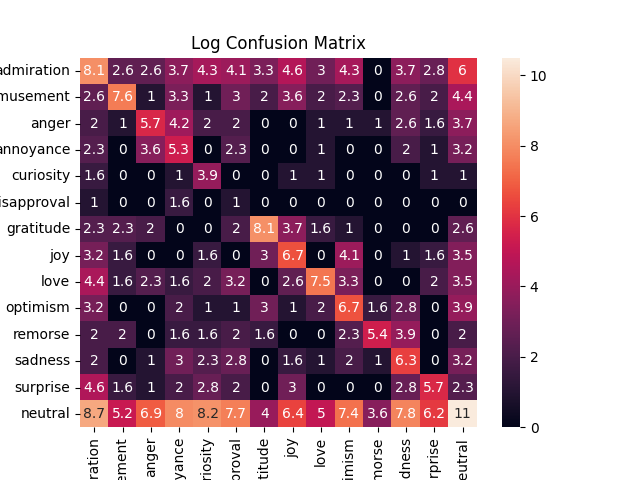 Log Confusion Matrix
dmiration 8.1 2.6 2.6 3.7 4.3 4.1 3.3 4.6 3 4.3 0 3.7 2.8 6
musement 2.6 7.6 1 3.3 1 3 2 3.6 2 2.3 0 2.6 2 4.4
anger 2 1 5.7 4.2 2 2 0 0 1 1 1 2.6 1.6 3.7
nnoyance 2.3 0 3.6 5.3 0 2.3 0 0 1 0 0 2 1 3.2
curiosity 1.6 0 0 1 3.9 0 0 1 1 0 0 0 1 1
isapproval 1 0 0 1.6 0 1 0 0 0 0 0 0 0 0
gratitude 2.3 2.3 2 0 0 2 8.1 3.7 1.6 1 0 0 0 2.6
joy 3.2 1.6 0 0 1.6 0 3 6.7 0 4.1 0 1 1.6 3.5
love 4.4 1.6 2.3 1.6 2 3.2 0 2.6 7.5 3.3 0 0 2 3.5
optimism 3.2 0 0 2 1 1 3 1 2 6.7 1.6 2.8 0 3.9
remorse 2 2 0 1.6 1.6 2 1.6 0 0 2.3 5.4 3.9 0 2
sadness 2 0 1 3 2.3 2.8 0 1.6 1 2 1 6.3 0 3.2
surprise 4.6 1.6 1 2 2.8 2 0 3 0 0 0 2.8 5.7 2.3
neutral 8.7 5.2 6.9 8 8.2 7.7 4 6.4 5 7.4 3.6 7.8 6.2 11
ration ement anger yance iosity proval titude joy love imism morse dness rprise eutral
10
8
6
4
2
0